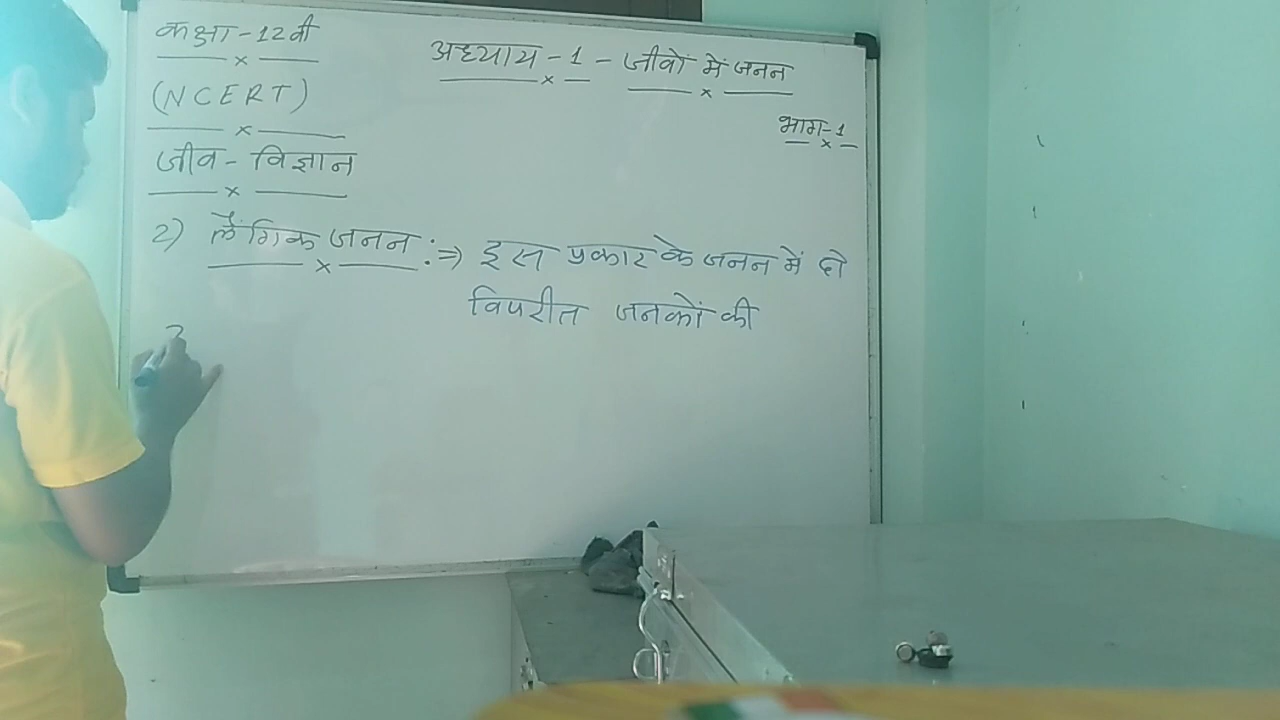 कक्षा - 12वी
अध्याय - 1 - जीवों में जनन
(NCERT)
भाग-1
जीव - विज्ञान
2) लैंगिक जनन :⇒ इस प्रकार के जनन में दो
विपरीत जनकों की